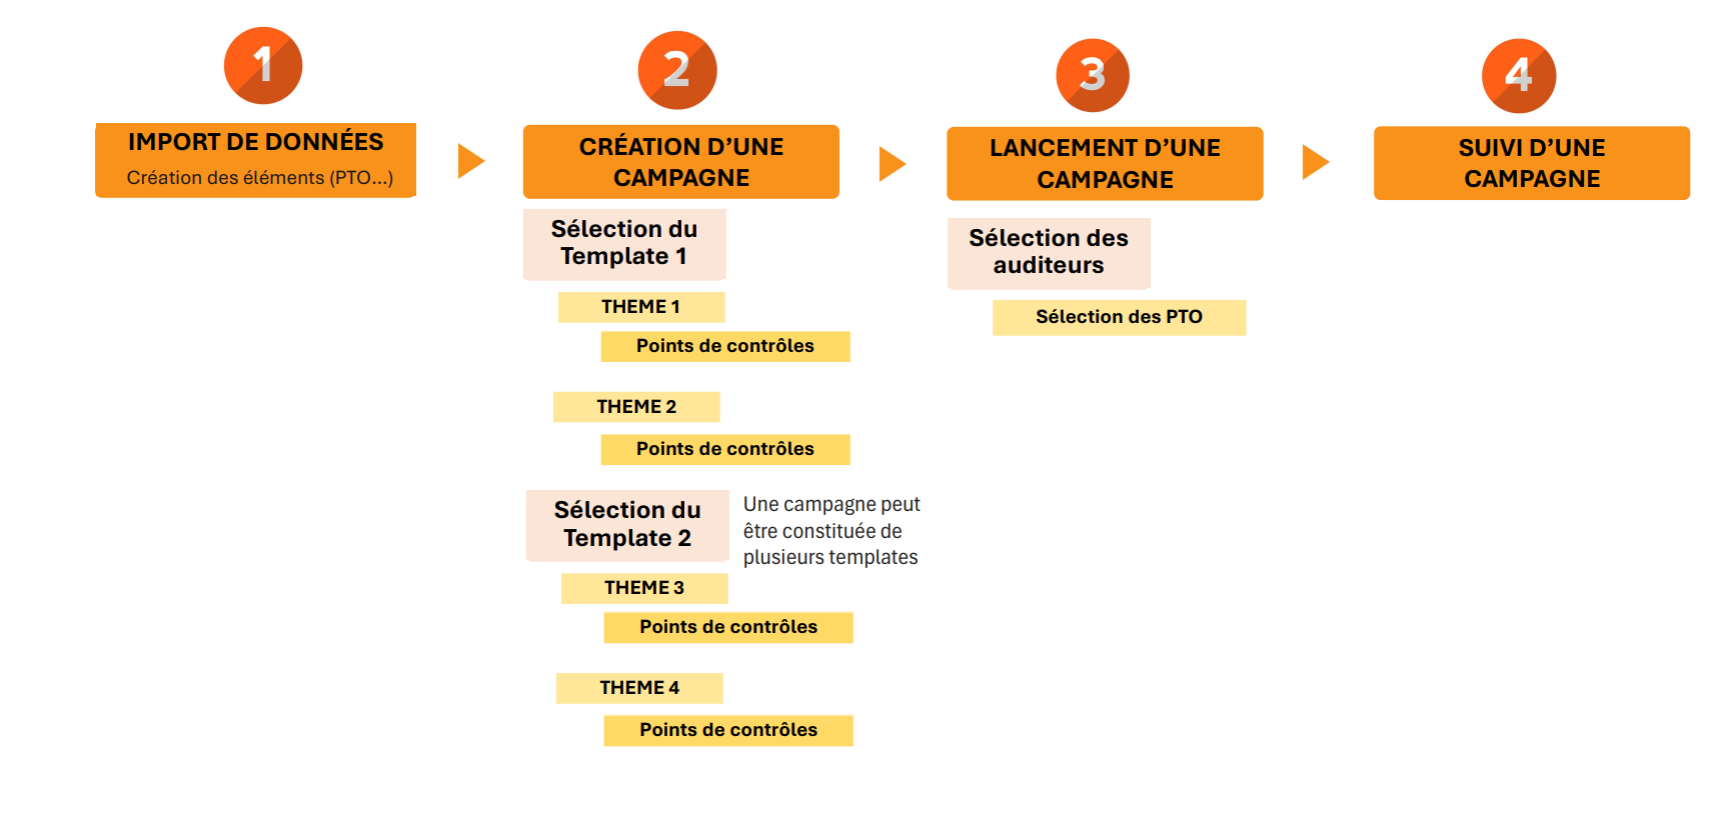 1
IMPORT DE DONNÉES
Création des éléments (PTO...)
2
CRÉATION D’UNE
CAMPAGNE
Sélection du
Template 1
THEME 1
Points de contrôles
THEME 2
Points de contrôles
Sélection du
Template 2
Une campagne peut
être constituée de
plusieurs templates
THEME 3
Points de contrôles
THEME 4
Points de contrôles
3
LANCEMENT D’UNE
CAMPAGNE
Sélection des
auditeurs
Sélection des PTO
4
SUIVI D’UNE
CAMPAGNE